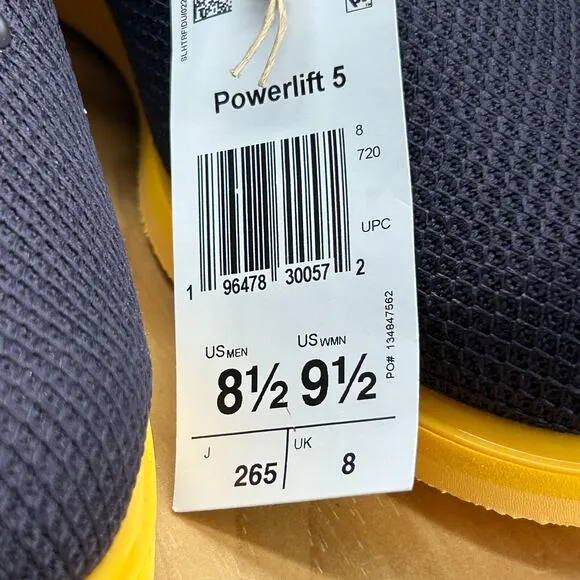 Powerlift 5
8
720
UPC
1 96478 30057 2
US MEN US WMN
8½ 9½
J 265 UK 8
PO# 134847562